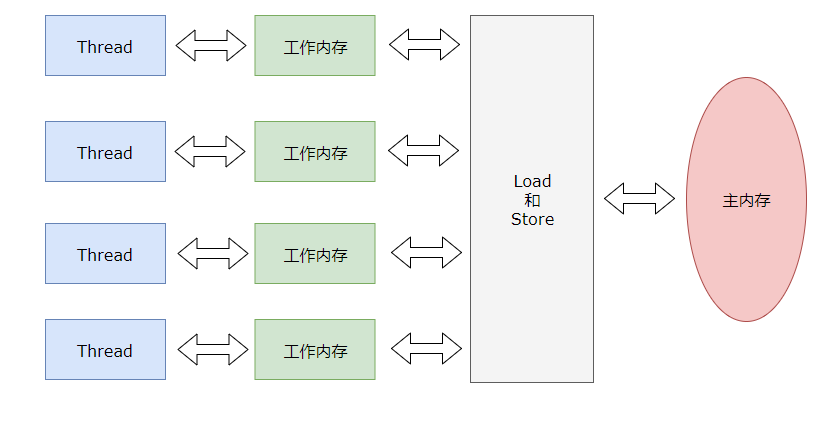 Thread
工作内存
Thread
工作内存
Thread
工作内存
Thread
工作内存
Load
和
Store
主内存